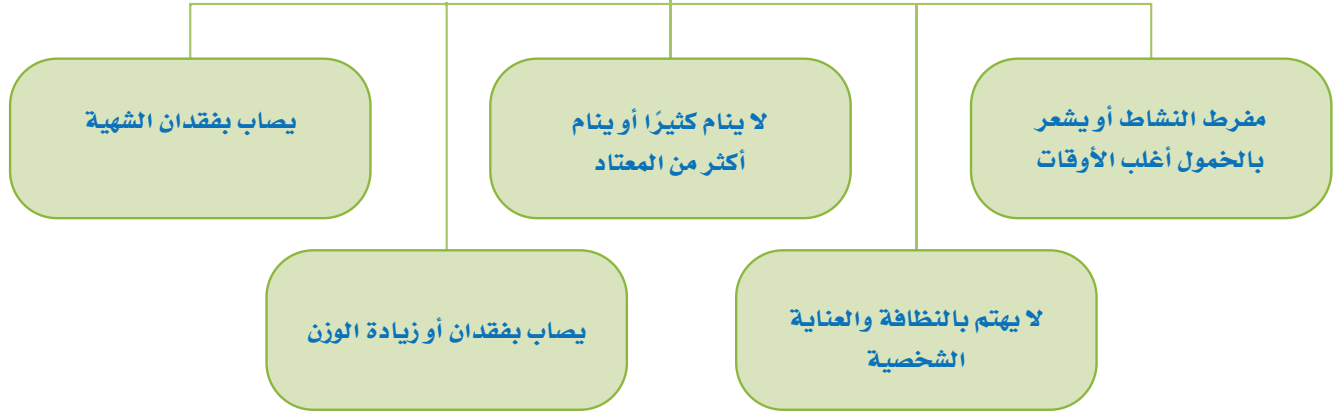 مفرط النشاط أو يشعر
بالخمول أغلب الأوقات
لا ينام كثيرًا أو ينام
أكثر من المعتاد
يصاب بفقدان الشهية
لا يهتم بالنظافة والعناية
الشخصية
يصاب بفقدان أو زيادة الوزن